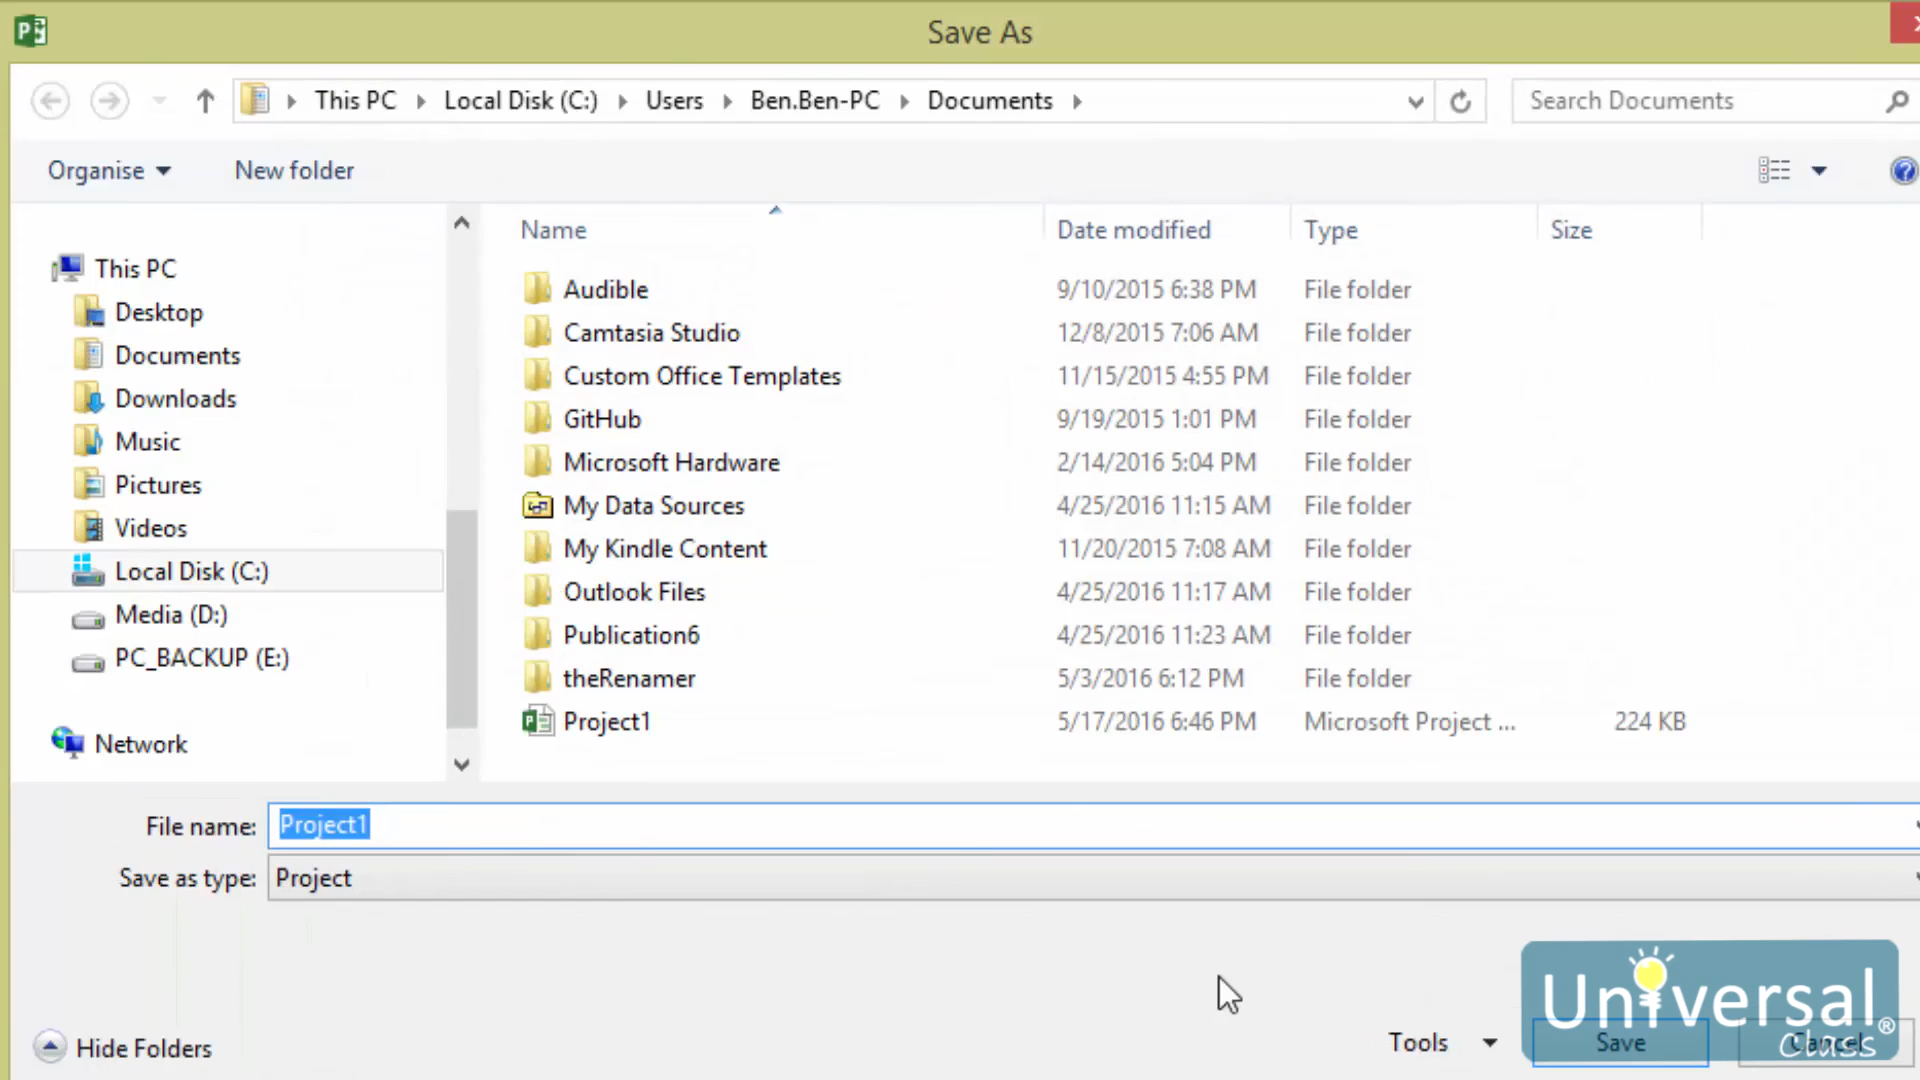 Save As
This PC Local Disk (C:) Users Ben.Ben-PC Documents
Search Documents
Organise New folder
Name Date modified Type Size
This PC
Desktop
Documents
Downloads
Music
Pictures
Videos
Local Disk (C:)
Media (D:)
PC_BACKUP (E:)
Network
Audible 9/10/2015 6:38 PM File folder
Camtasia Studio 12/8/2015 7:06 AM File folder
Custom Office Templates 11/15/2015 4:55 PM File folder
GitHub 9/19/2015 1:01 PM File folder
Microsoft Hardware 2/14/2016 5:04 PM File folder
My Data Sources 4/25/2016 11:15 AM File folder
My Kindle Content 11/20/2015 7:08 AM File folder
Outlook Files 4/25/2016 11:17 AM File folder
Publication6 4/25/2016 11:23 AM File folder
theRenamer 5/3/2016 6:12 PM File folder
Project1 5/17/2016 6:46 PM Microsoft Project ... 224 KB
File name: Project1
Save as type: Project
Hide Folders
Tools Save Cancel
Universal®
Class